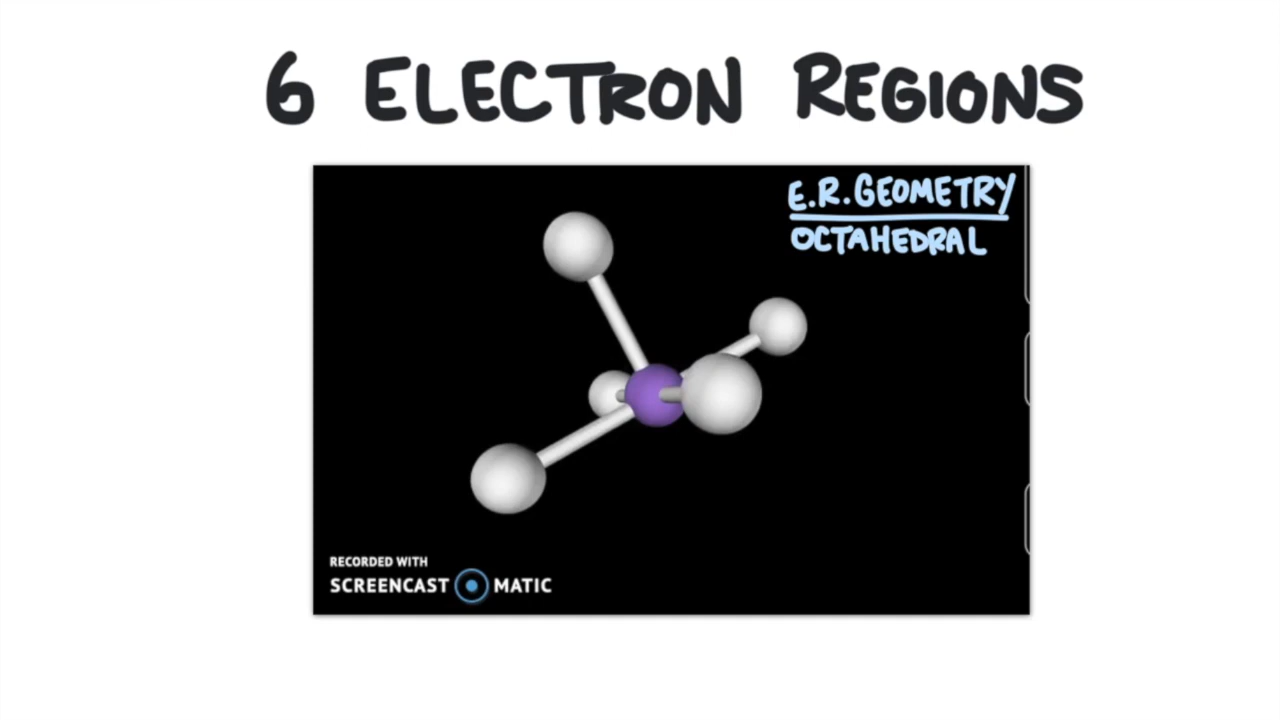 6 ELECTRON REGIONS
E.R. GEOMETRY
OCTAHEDRAL
RECORDED WITH
SCREENCAST MATIC